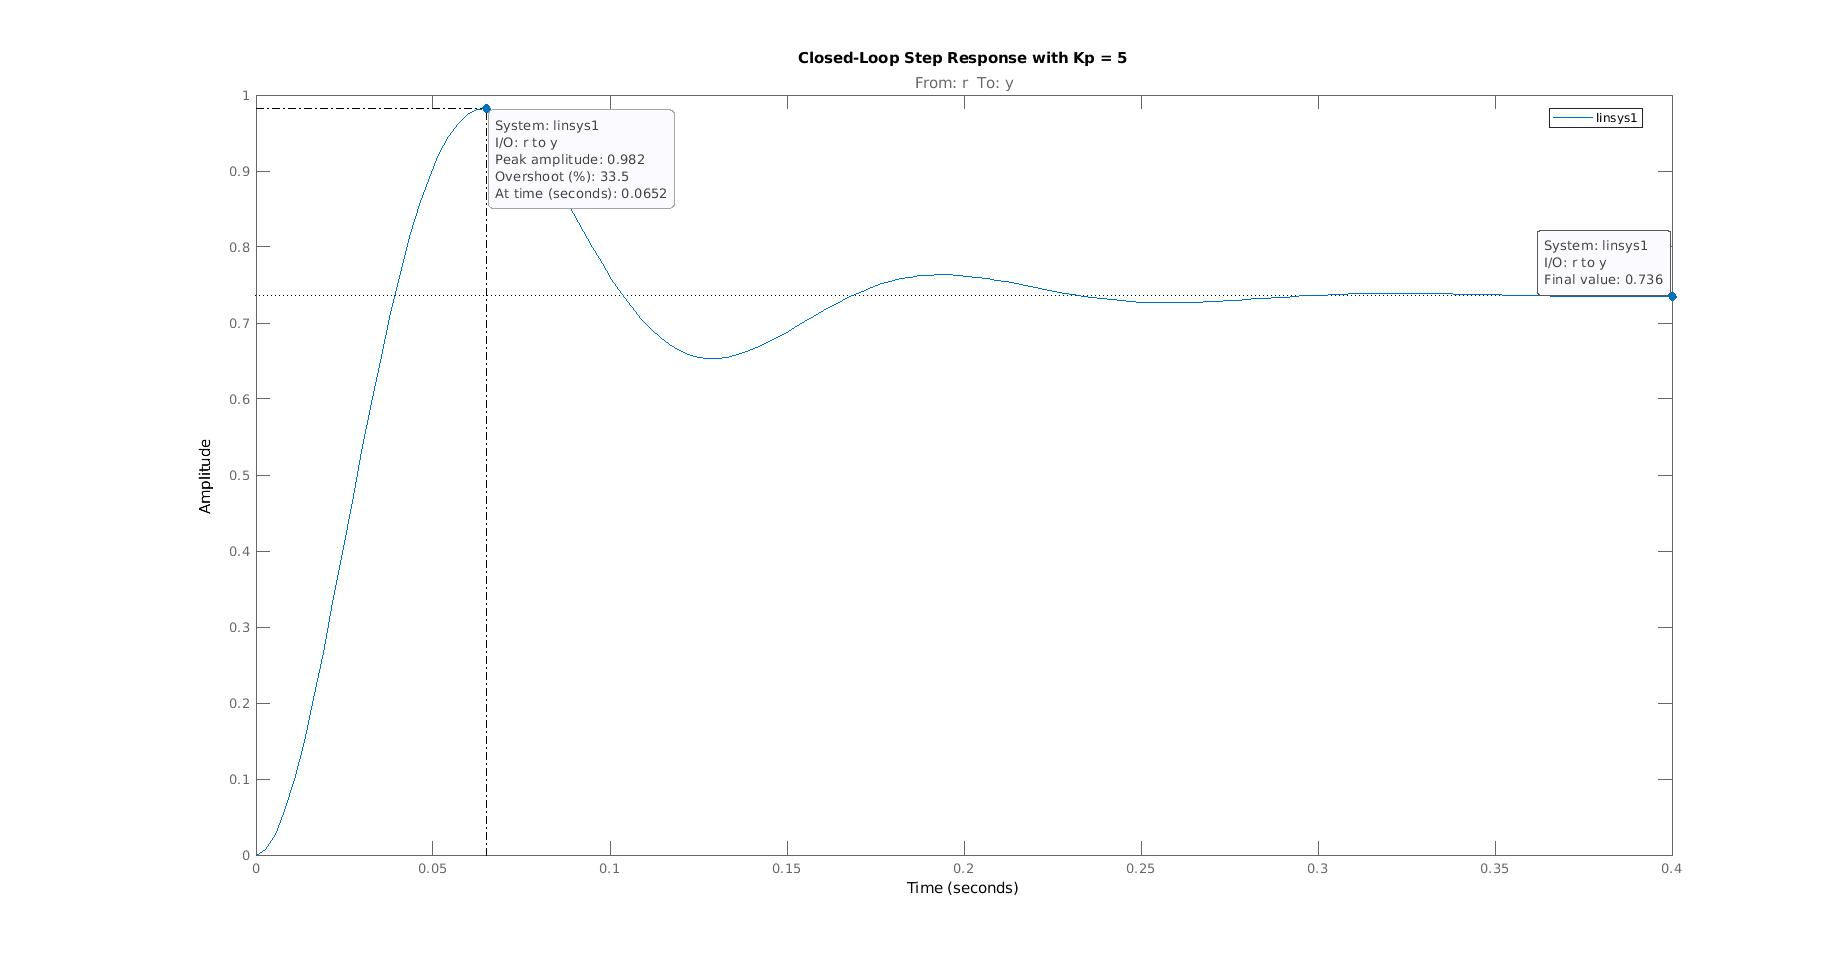 Closed-Loop Step Response with Kp = 5
From: r  To: y
1
0.9
0.8
0.7
0.6
0.5
0.4
0.3
0.2
0.1
0
Amplitude
System: linsys1
I/O: r to y
Peak amplitude: 0.982
Overshoot (%): 33.5
At time (seconds): 0.0652
linsys1
System: linsys1
I/O: r to y
Final value: 0.736
0 0.05 0.1 0.15 0.2 0.25 0.3 0.35 0.4
Time (seconds)